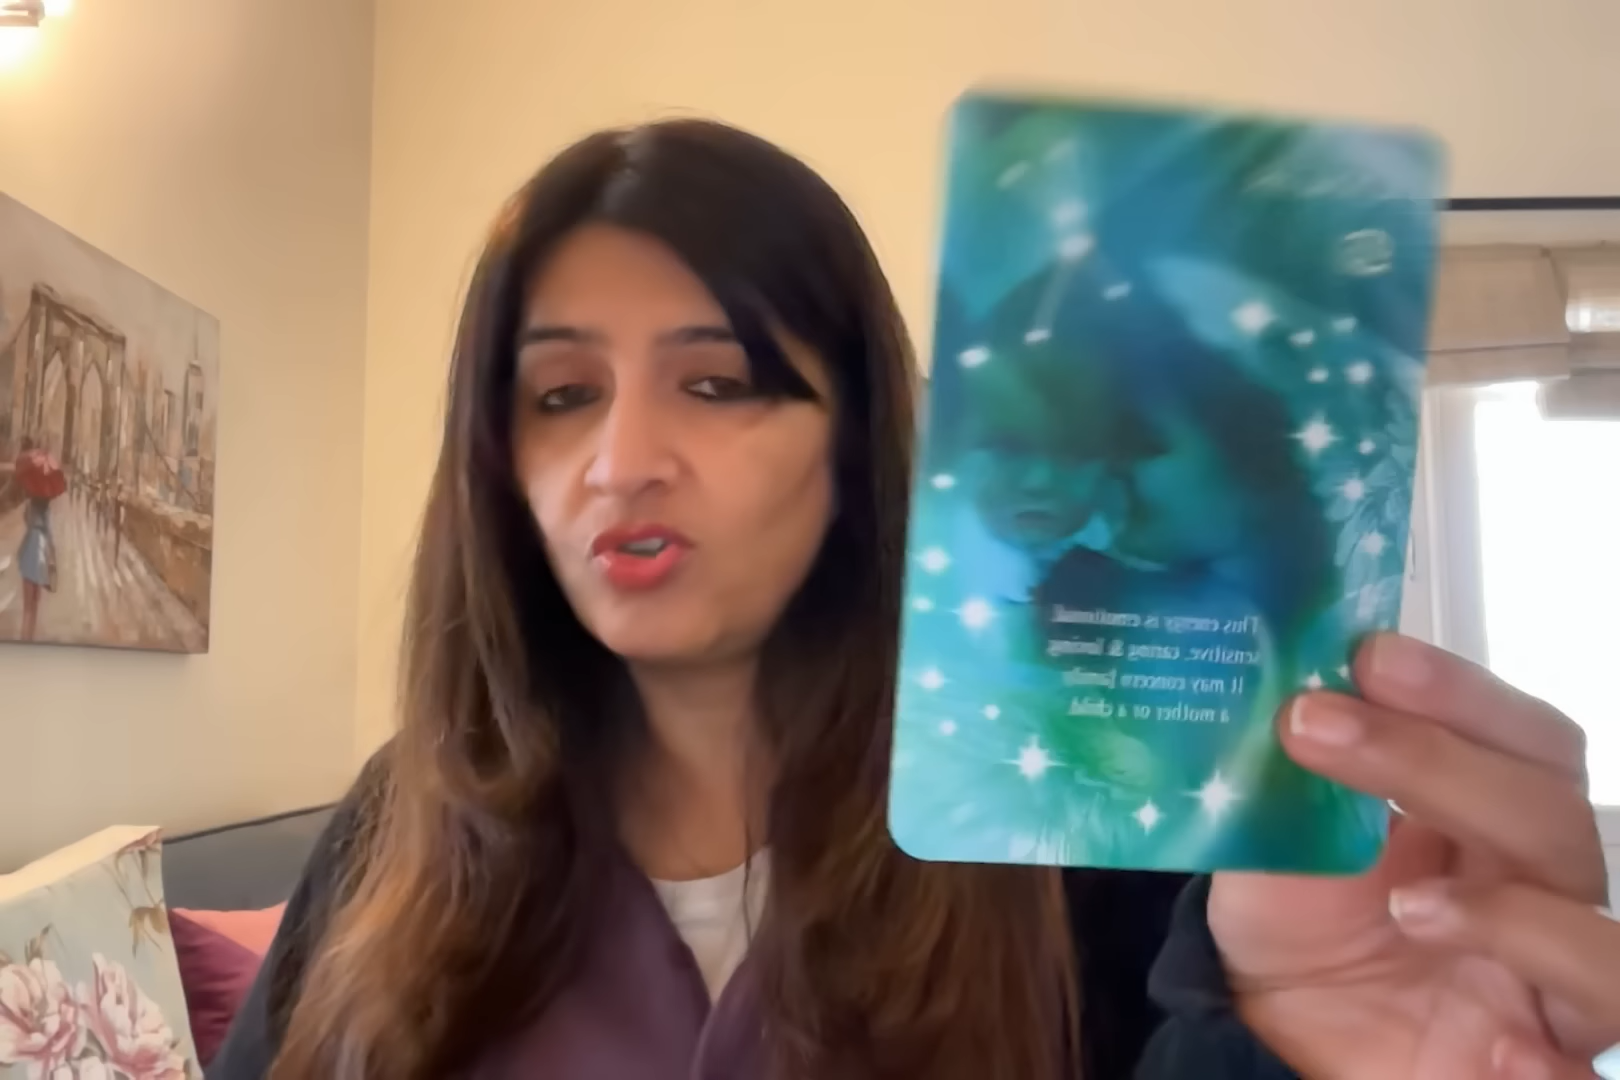 This energy is emotional,
sensitive, caring & loving.
It may concern family
a mother or a child.